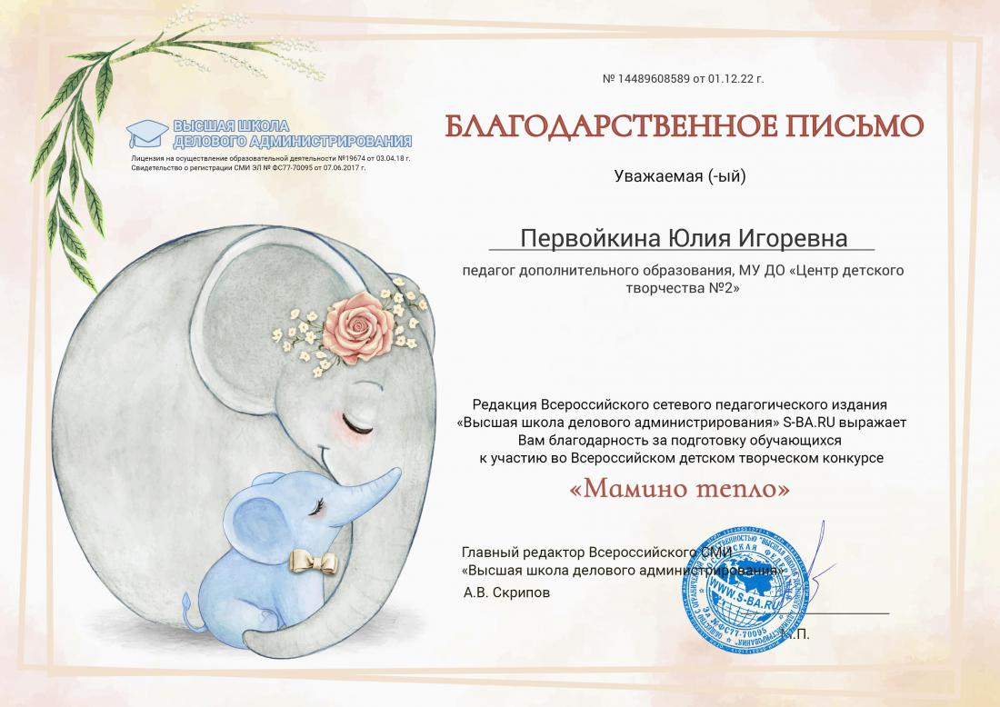 № 14489608589 от 01.12.22 г.
ВЫСШАЯ ШКОЛА
ДЕЛОВОГО АДМИНИСТРИРОВАНИЯ
Лицензия на осуществление образовательной деятельности №19674 от 03.04.18 г.
Свидетельство о регистрации СМИ ЭЛ № ФС77-70095 от 07.06.2017 г.
БЛАГОДАРСТВЕННОЕ ПИСЬМО
Уважаемая (-ый)
Первойкина Юлия Игоревна
педагог дополнительного образования, МУ ДО «Центр детского
творчества №2»
Редакция Всероссийского сетевого педагогического издания
«Высшая школа делового администрирования» S-BA.RU выражает
Вам благодарность за подготовку обучающихся
к участию во Всероссийском детском творческом конкурсе
«Мамино тепло»
Главный редактор Всероссийского СМИ
«Высшая школа делового администрирования»
А.В. Скрипов
WWW.S-BA.RU
ЭЛ №ФС77-70095
М.П.